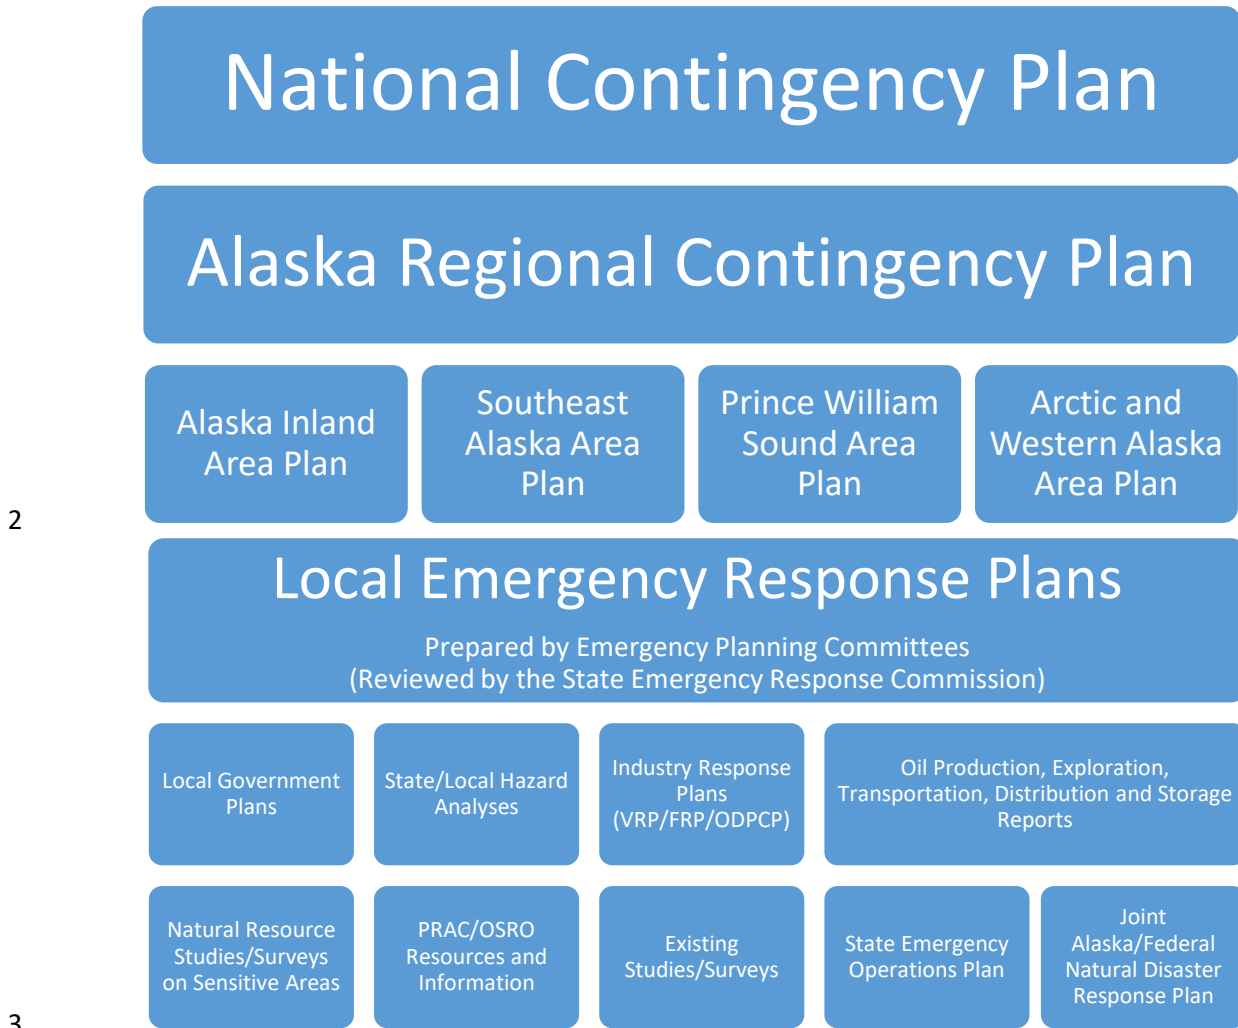 National Contingency Plan
Alaska Regional Contingency Plan
Alaska Inland
Area Plan
Southeast
Alaska Area
Plan
Prince William
Sound Area
Plan
Arctic and
Western Alaska
Area Plan
2
Local Emergency Response Plans
Prepared by Emergency Planning Committees
(Reviewed by the State Emergency Response Commission)
Local Government
Plans
State/Local Hazard
Analyses
Industry Response
Plans
(VRP/FRP/ODPCP)
Oil Production, Exploration,
Transportation, Distribution and Storage
Reports
Natural Resource
Studies/Surveys
on Sensitive Areas
PRAC/OSRO
Resources and
Information
Existing
Studies/Surveys
State Emergency
Operations Plan
Joint
Alaska/Federal
Natural Disaster
Response Plan
3